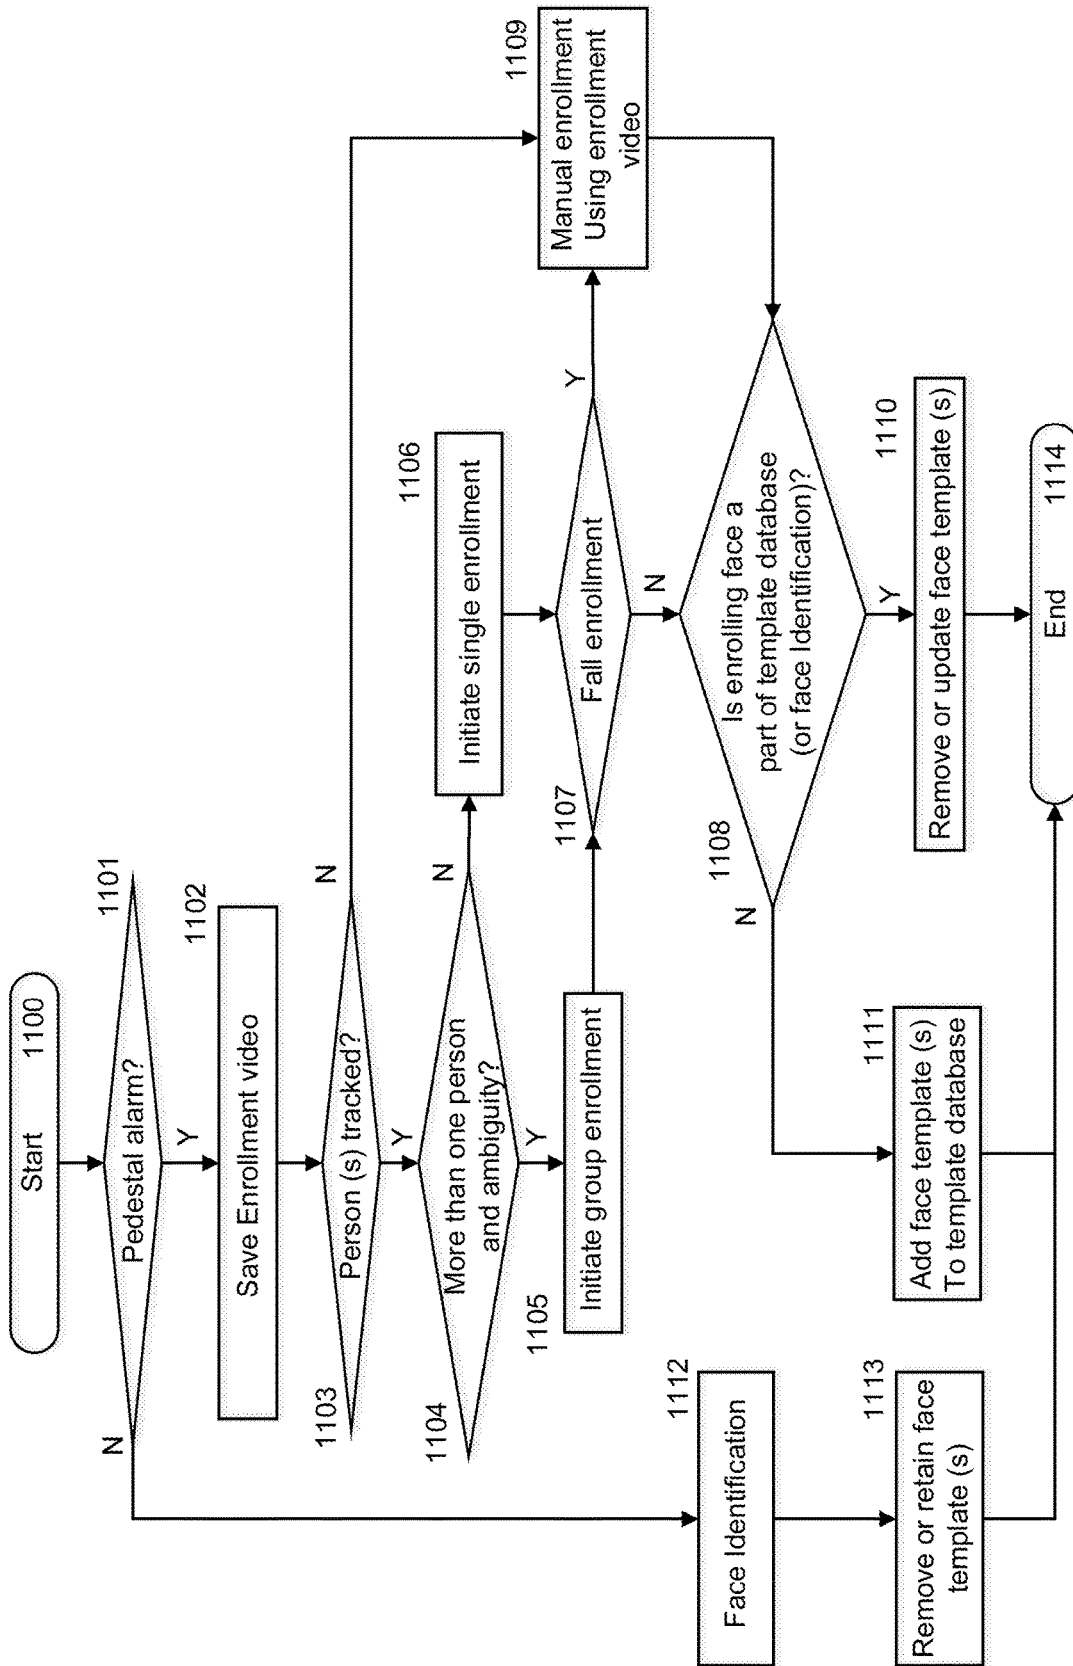 Start 1100
Pedestal alarm?
1101
N
Y
Save Enrollment video
1102
Person (s) tracked?
1103
N
Y
More than one person
and ambiguity?
1104
N
Y
Initiate group enrollment
1105
Initiate single enrollment
1106
Fall enrollment
1107
Y
N
Manual enrollment
Using enrollment
video
1109
Is enrolling face a
part of template database
(or face Identification)?
1108
N
Y
Remove or update face template (s)
1110
Add face template (s)
To template database
1111
Face Identification
1112
Remove or retain face
template (s)
1113
End 1114